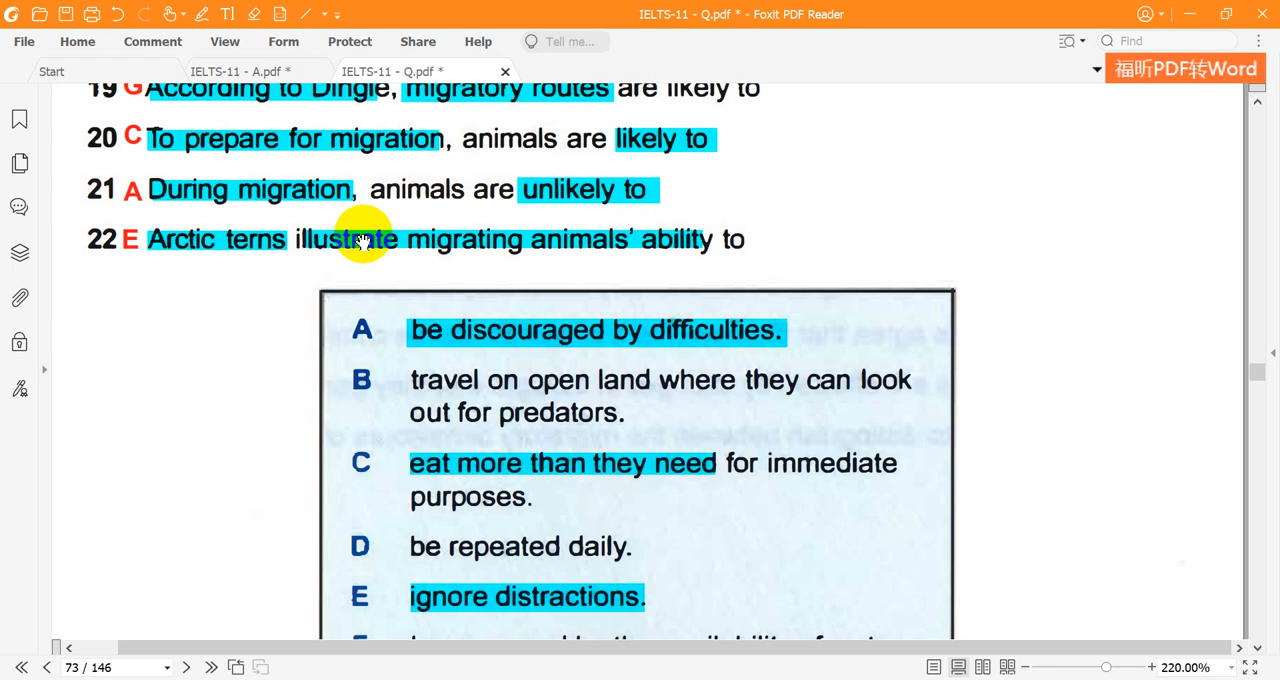 IELTS-11 - Q.pdf * - Foxit PDF Reader
File Home Comment View Form Protect Share Help Tell me... Find
Start IELTS-11 - A.pdf * IELTS-11 - Q.pdf * 福昕PDF转Word
19 G According to Dingle, migratory routes are likely to
20 C To prepare for migration, animals are likely to
21 A During migration, animals are unlikely to
22 E Arctic terns illustrate migrating animals' ability to
A be discouraged by difficulties.
B travel on open land where they can look
out for predators.
C eat more than they need for immediate
purposes.
D be repeated daily.
E ignore distractions.
73 / 146 220.00%